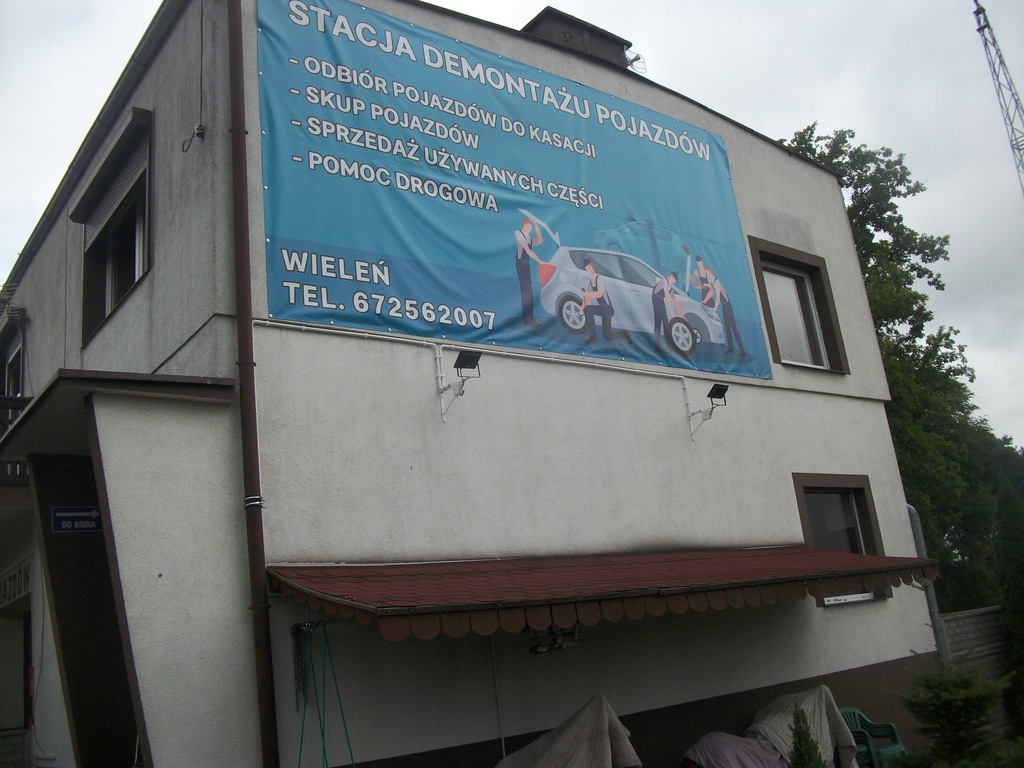 STACJA DEMONTAŻU POJAZDÓW
- ODBIÓR POJAZDÓW DO KASACJI
- SKUP POJAZDÓW
- SPRZEDAŻ UŻYWANYCH CZĘŚCI
- POMOC DROGOWA
WIELEŃ
TEL. 672562007
DO BIURA